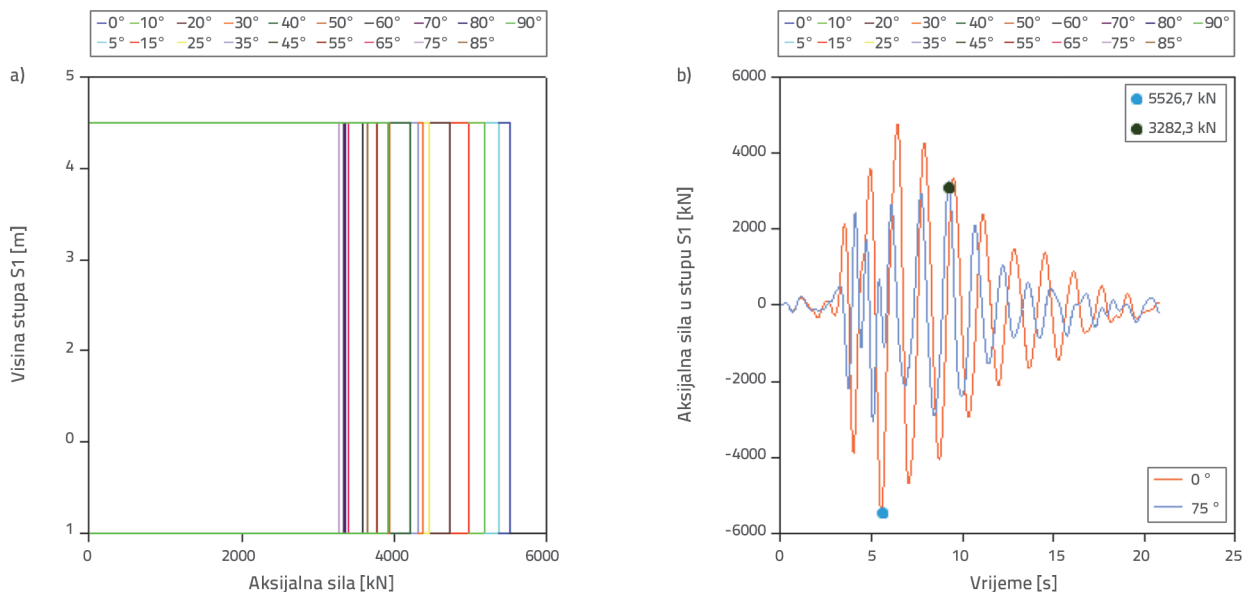 0° 10° 20° 30° 40° 50° 60° 70° 80° 90°
5° 15° 25° 35° 45° 55° 65° 75° 85°
a)
Visina stupa S1 [m]
5
4
3
2
0
1
0 2000 4000 6000
Aksijalna sila [kN]
0° 10° 20° 30° 40° 50° 60° 70° 80° 90°
5° 15° 25° 35° 45° 55° 65° 75° 85°
b)
Aksijalna sila u stupu S1 [kN]
6000
4000
2000
0
-2000
-4000
-6000
5526,7 kN
3282,3 kN
0 °
75 °
0 5 10 15 20 25
Vrijeme [s]